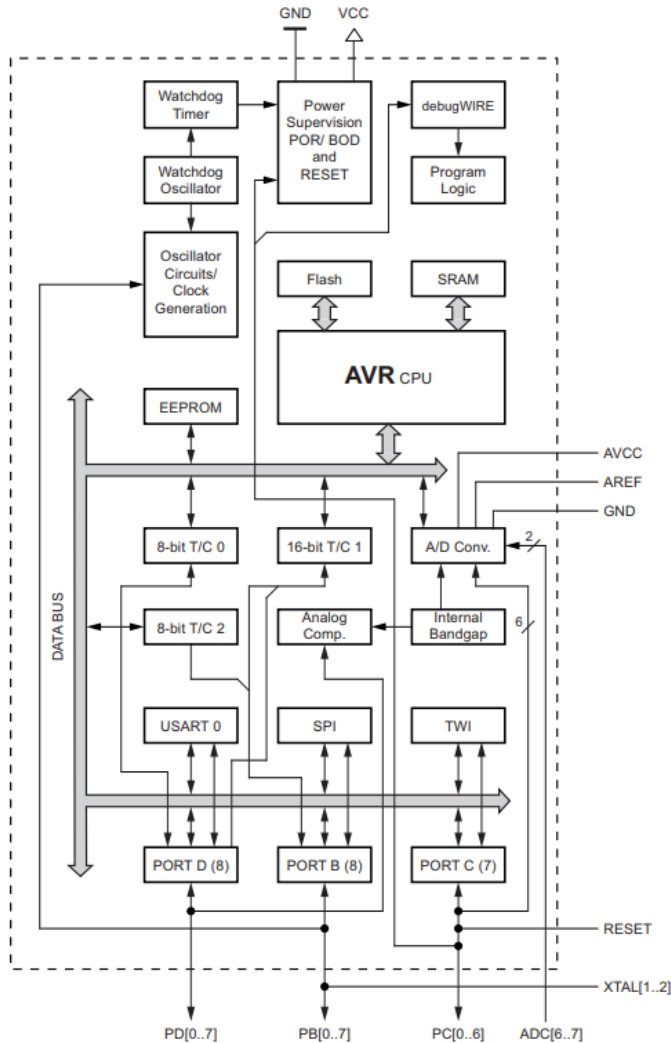 GND
VCC
Watchdog
Timer
Power
Supervision
POR/ BOD
and
RESET
debugWIRE
Watchdog
Oscillator
Program
Logic
Oscillator
Circuits/
Clock
Generation
Flash
SRAM
AVR CPU
EEPROM
AVCC
AREF
GND
8-bit T/C 0
16-bit T/C 1
A/D Conv.
2
DATA BUS
8-bit T/C 2
Analog
Comp.
Internal
Bandgap
6
USART 0
SPI
TWI
PORT D (8)
PORT B (8)
PORT C (7)
RESET
XTAL[1..2]
PD[0..7]
PB[0..7]
PC[0..6]
ADC[6..7]